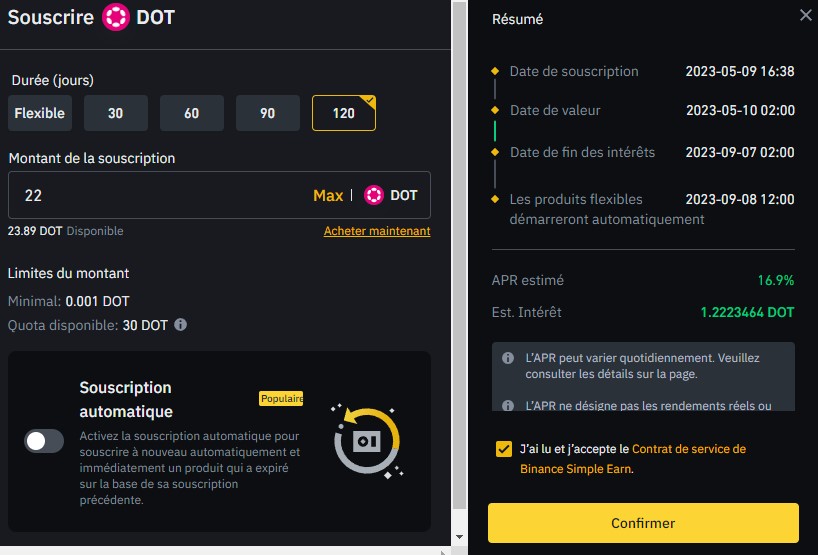 Souscrire DOT
Durée (jours)
Flexible 30 60 90 120
Montant de la souscription
22 Max DOT
23.89 DOT Disponible Acheter maintenant
Limites du montant
Minimal: 0.001 DOT
Quota disponible: 30 DOT
Souscription
automatique
Populaire
Activez la souscription automatique pour
souscrire à nouveau automatiquement et
immédiatement un produit qui a expiré
sur la base de sa souscription
précédente.
Résumé
Date de souscription 2023-05-09 16:38
Date de valeur 2023-05-10 02:00
Date de fin des intérêts 2023-09-07 02:00
Les produits flexibles 2023-09-08 12:00
démarreront automatiquement
APR estimé 16.9%
Est. Intérêt 1.2223464 DOT
L'APR peut varier quotidiennement. Veuillez
consulter les détails sur la page.
L'APR ne désigne pas les rendements réels ou
J'ai lu et j'accepte le Contrat de service de
Binance Simple Earn.
Confirmer